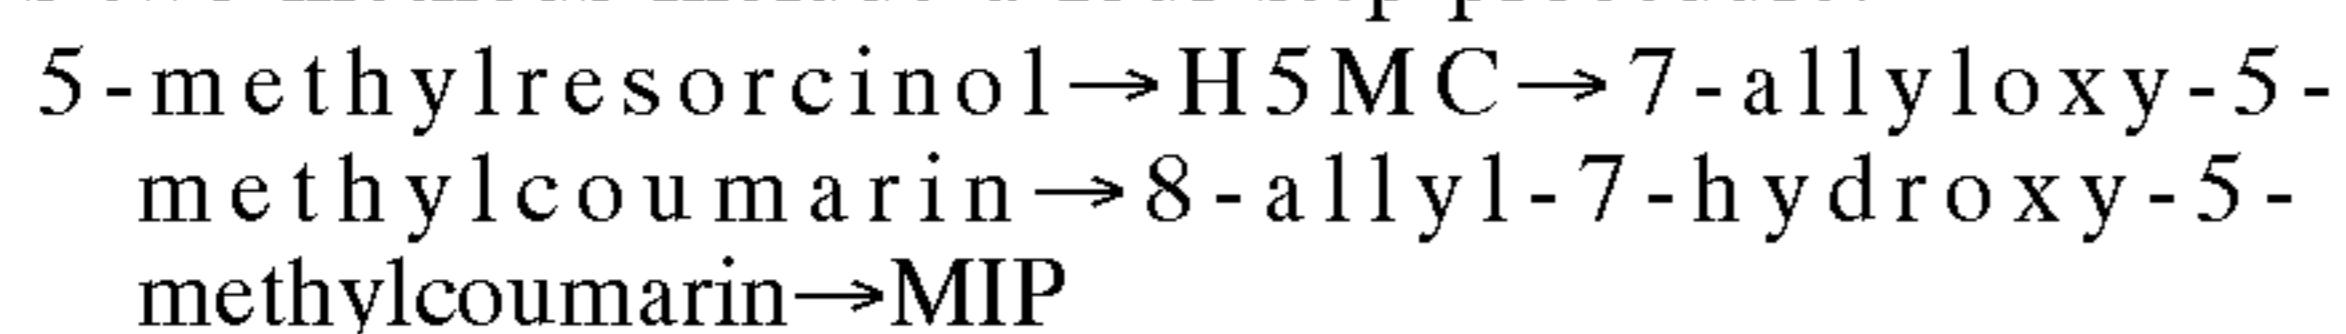 5-methylresorcinol→H5MC→7-allyloxy-5-
methylcoumarin→8-allyl-7-hydroxy-5-
methylcoumarin→MIP